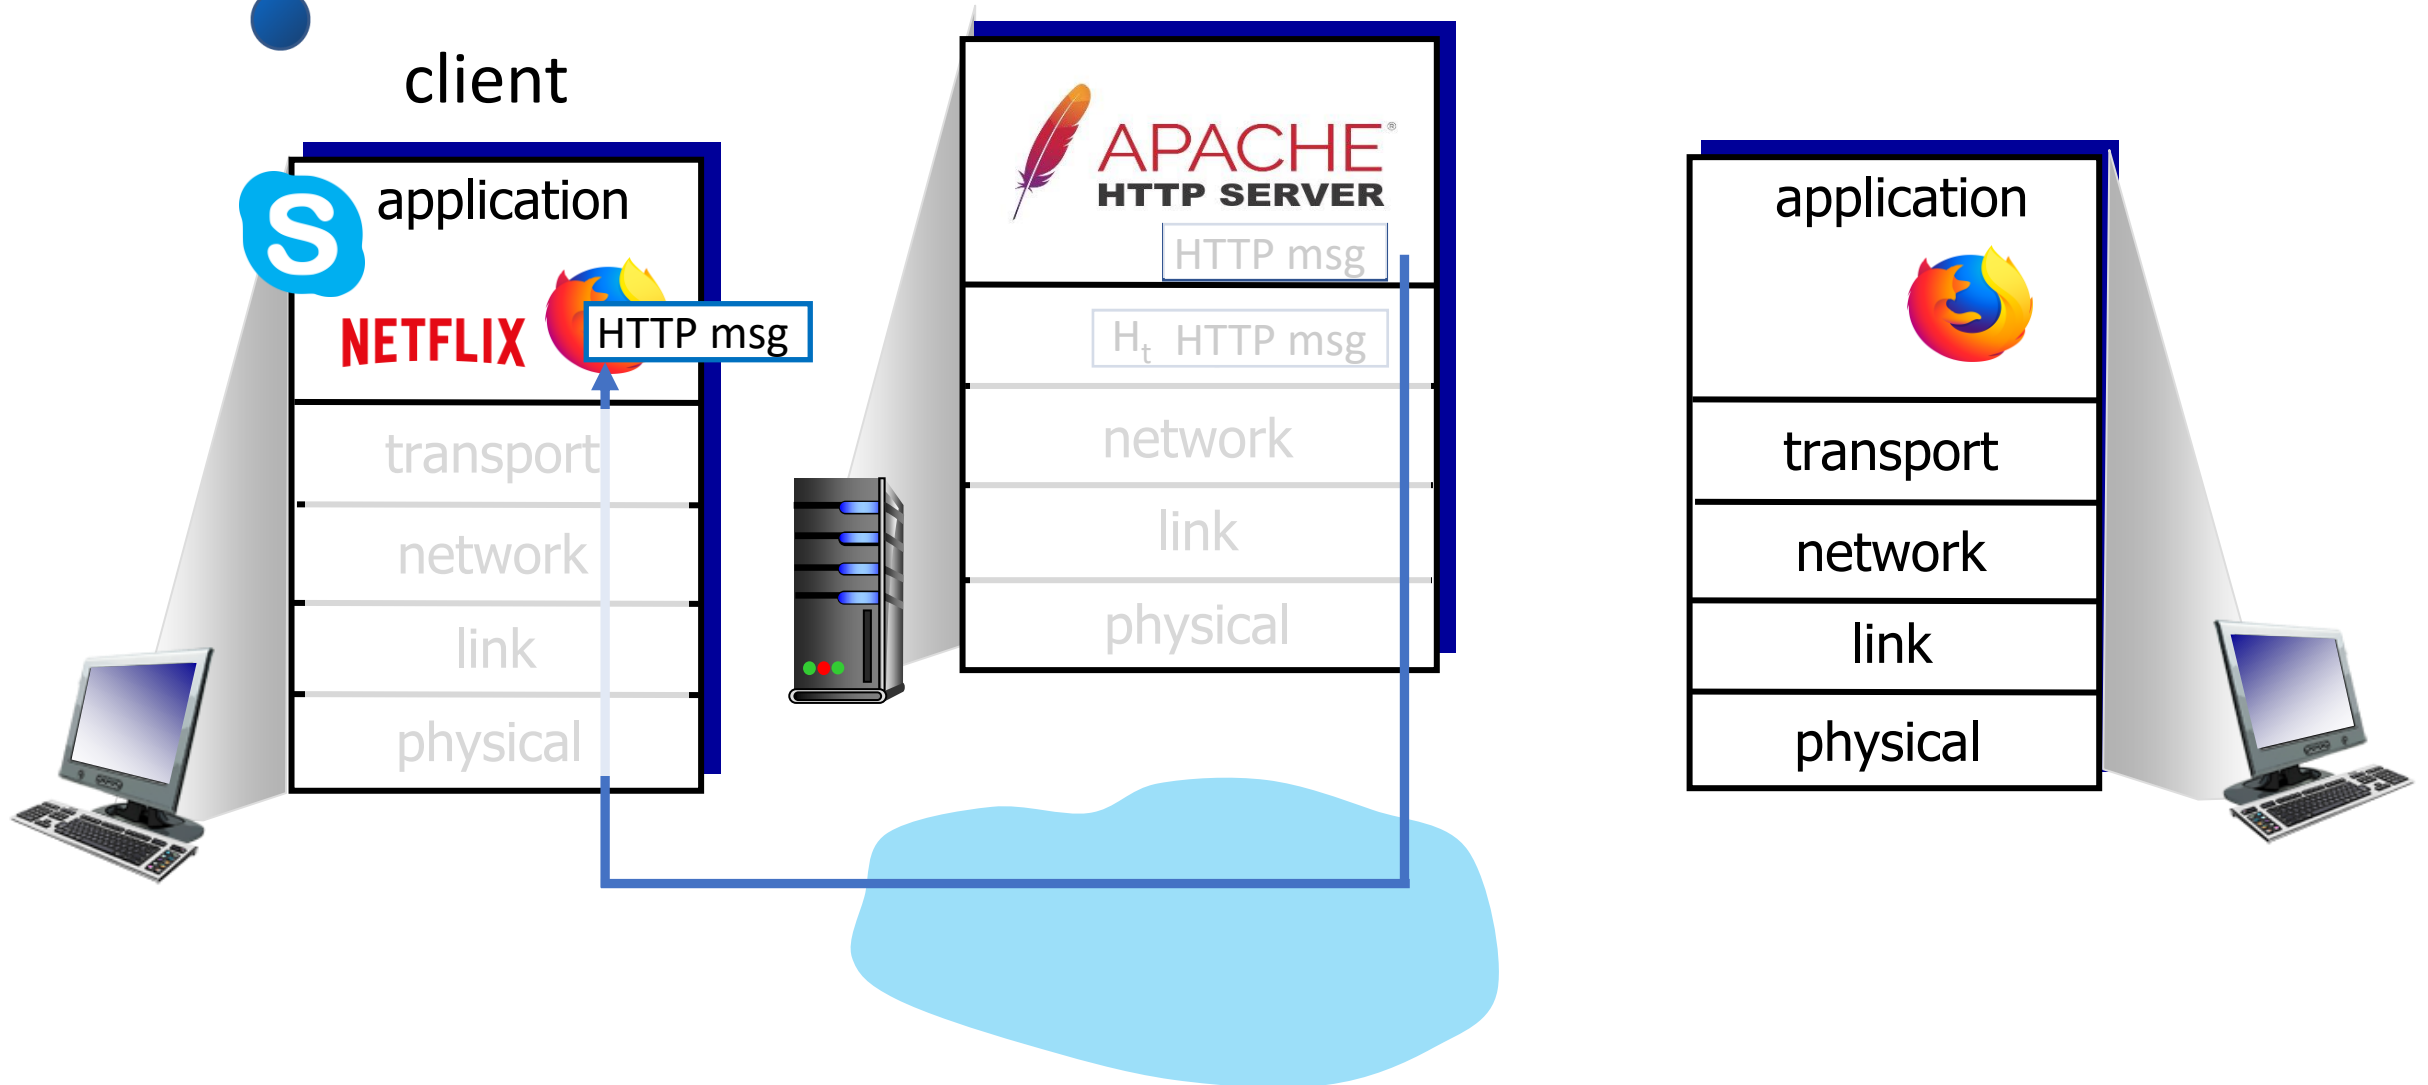 client
application
NETFLIX
HTTP msg
transport
network
link
physical
APACHE®
HTTP SERVER
HTTP msg
Ht HTTP msg
network
link
physical
application
transport
network
link
physical